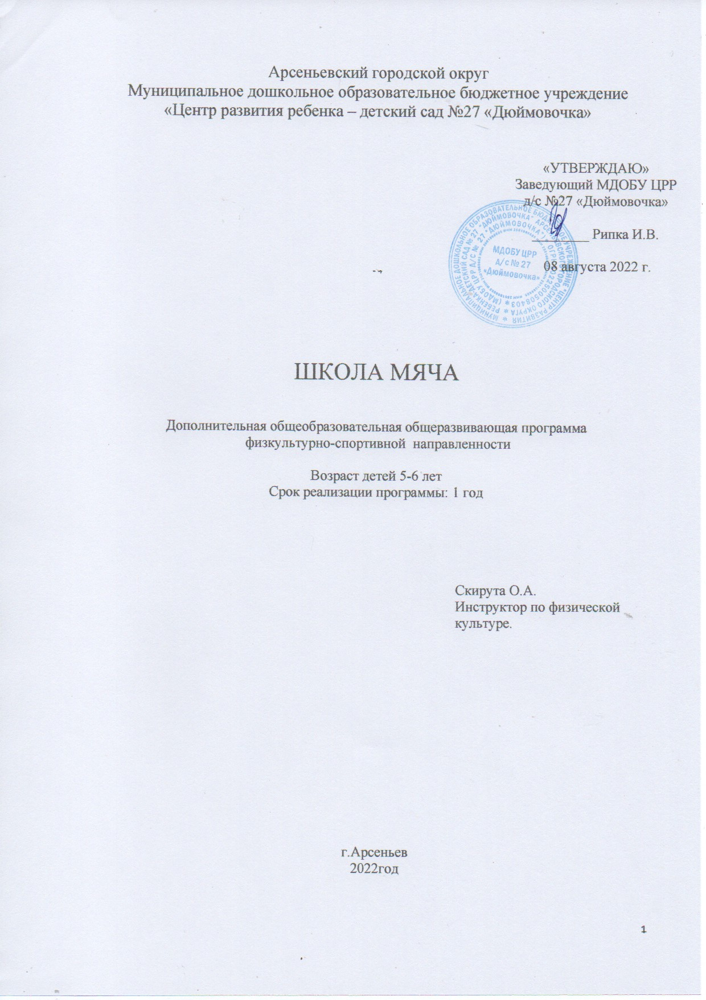 Арсеньевский городской округ
Муниципальное дошкольное образовательное бюджетное учреждение
«Центр развития ребенка – детский сад №27 «Дюймовочка»
«УТВЕРЖДАЮ»
Заведующий МДОБУ ЦРР
д/с №27 «Дюймовочка»
__________ Рипка И.В.
08 августа 2022 г.
МДОБУ ЦРР
д/с № 27
"Дюймовочка"
ШКОЛА МЯЧА
Дополнительная общеобразовательная общеразвивающая программа
физкультурно-спортивной направленности
Возраст детей 5-6 лет
Срок реализации программы: 1 год
Скирута О.А.
Инструктор по физической
культуре.
г.Арсеньев
2022год
1